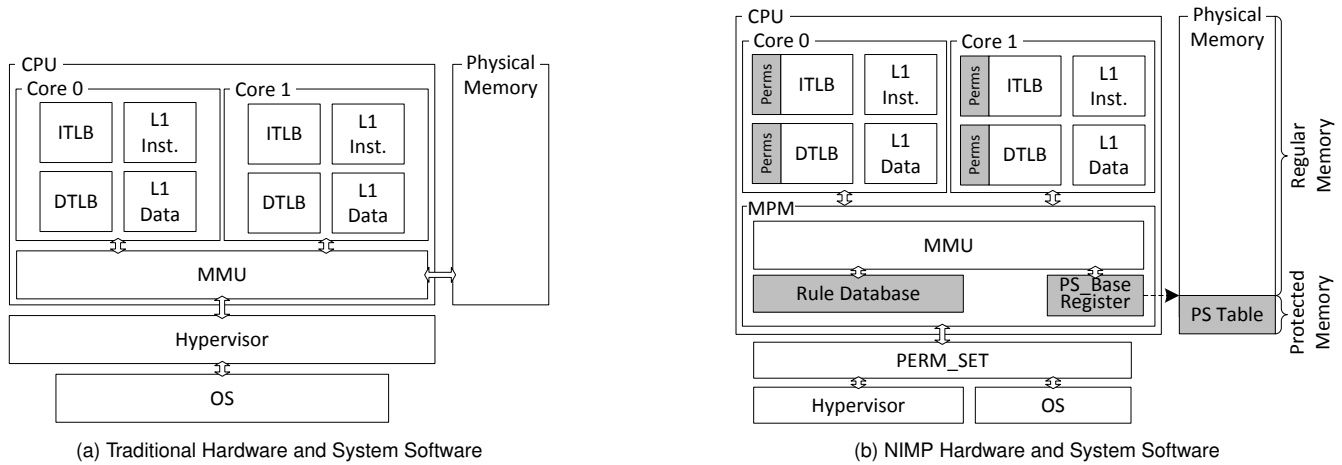 CPU
Core 0
ITLB
L1
Inst.
DTLB
L1
Data
Core 1
ITLB
L1
Inst.
DTLB
L1
Data
MMU
Physical
Memory
Hypervisor
OS
(a) Traditional Hardware and System Software
CPU
Core 0
Perms
ITLB
L1
Inst.
Perms
DTLB
L1
Data
Core 1
Perms
ITLB
L1
Inst.
Perms
DTLB
L1
Data
MPM
MMU
Rule Database
PS_Base
Register
Physical
Memory
PS Table
Regular
Memory
Protected
Memory
PERM_SET
Hypervisor
OS
(b) NIMP Hardware and System Software